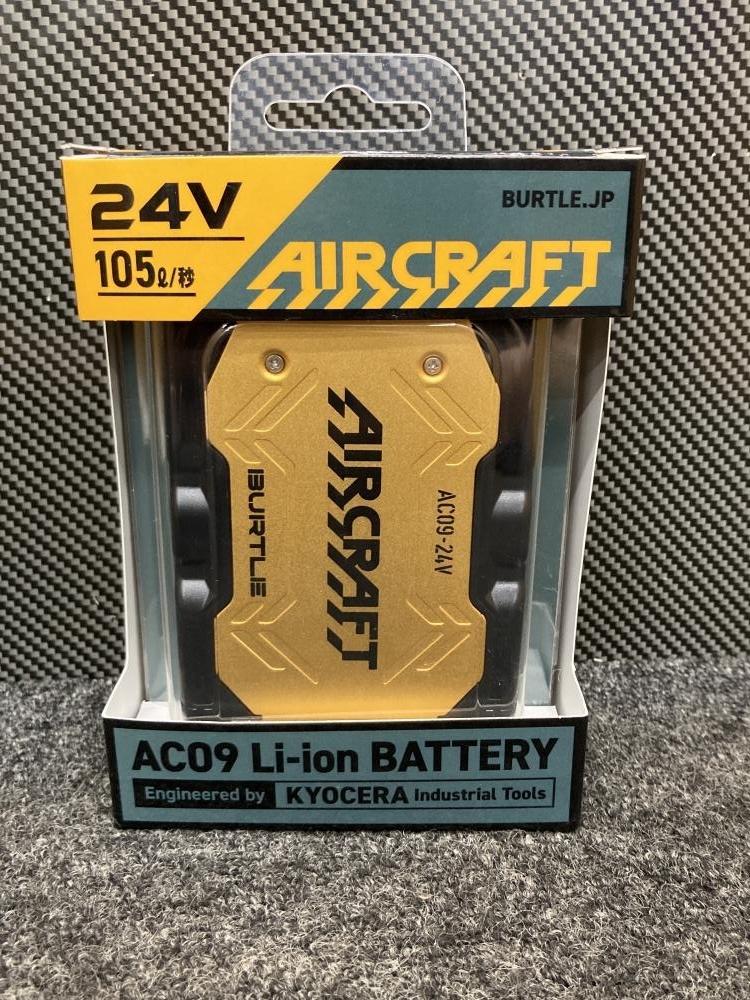 24V
105ℓ/秒
BURTLE.JP
AIRCRAFT
AC09-24V
AIRCRAFT
BURTLE
AC09 Li-ion BATTERY
Engineered by KYOCERA Industrial Tools